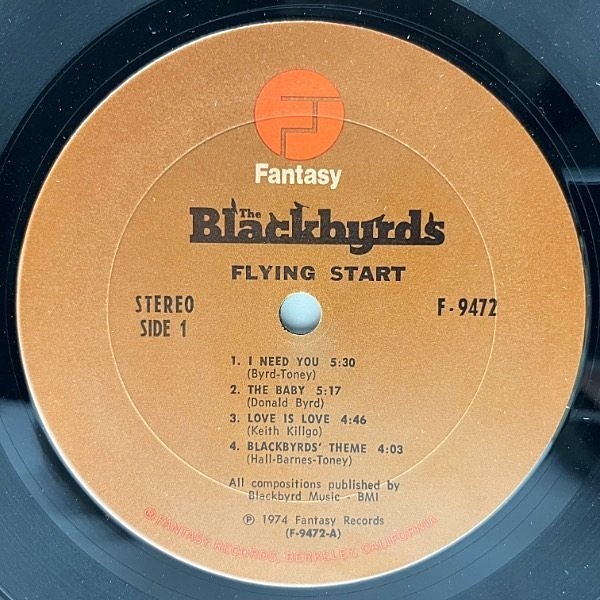 Fantasy
The Blackbyrds
FLYING START
STEREO
SIDE 1
F-9472
1. I NEED YOU 5:30
(Byrd-Toney)
2. THE BABY 5:17
(Donald Byrd)
3. LOVE IS LOVE 4:46
(Keith Killgo)
4. BLACKBYRDS' THEME 4:03
(Hall-Barnes-Toney)
All compositions published by
Blackbyrd Music - BMI
℗ 1974 Fantasy Records
(F-9472-A)
© FANTASY RECORDS, BERKELEY, CALIFORNIA